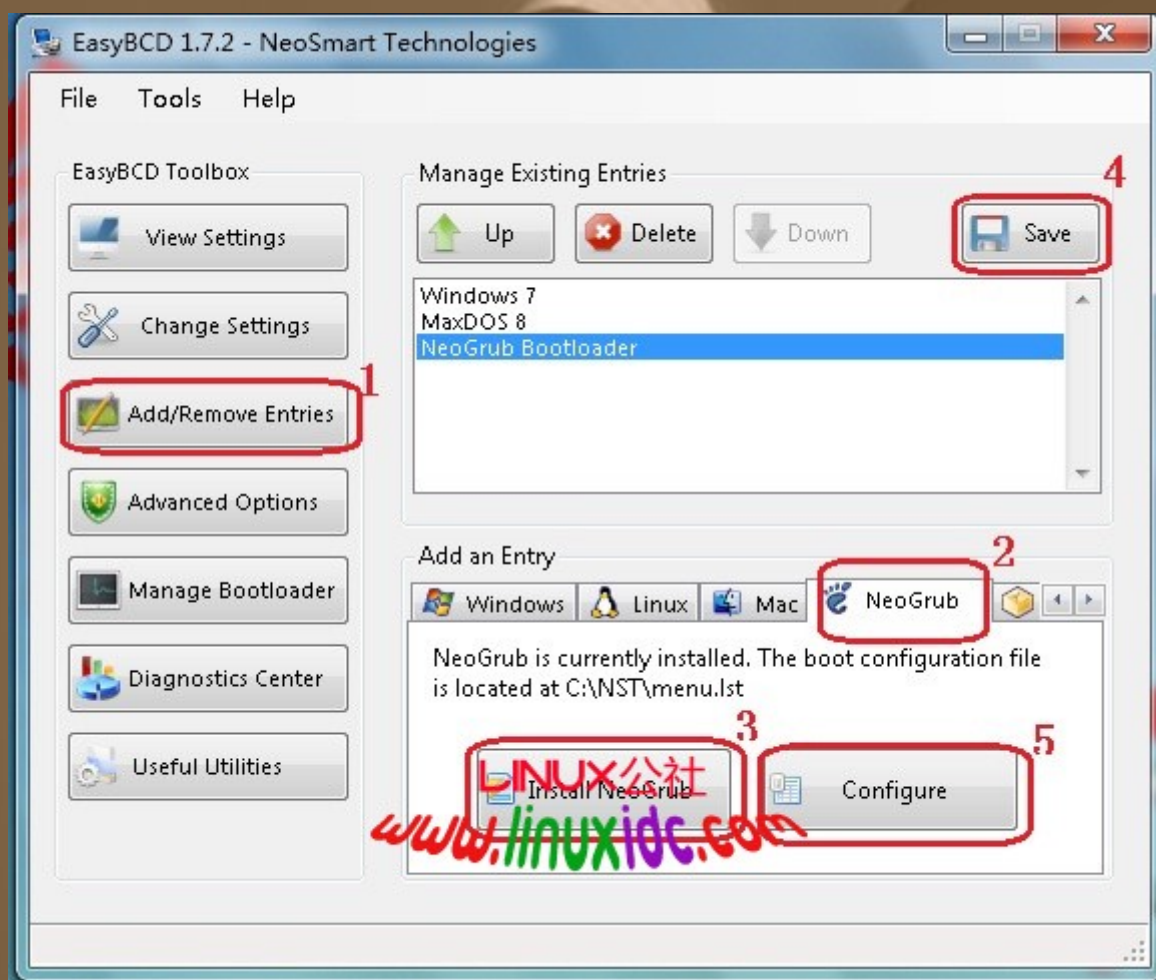 EasyBCD 1.7.2 - NeoSmart Technologies
File Tools Help
EasyBCD Toolbox
View Settings
Change Settings
1
Add/Remove Entries
Advanced Options
Manage Bootloader
Diagnostics Center
Useful Utilities
Manage Existing Entries
4
Up Delete Down Save
Windows 7
MaxDOS 8
NeoGrub Bootloader
Add an Entry
2
Windows Linux Mac NeoGrub
NeoGrub is currently installed. The boot configuration file
is located at C:\NST\menu.lst
3
5
Install NeoGrub Configure
LINUX公社
www.linuxidc.com